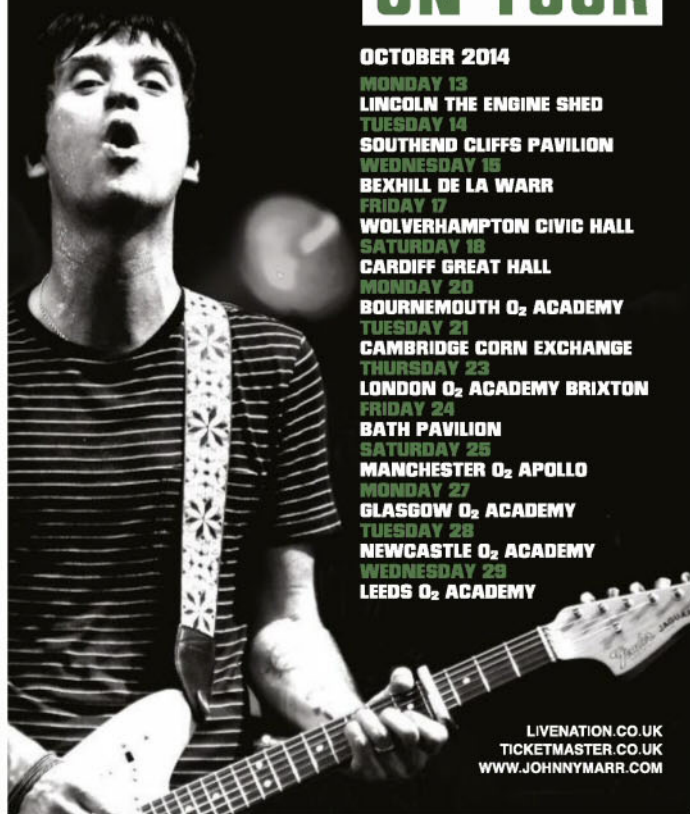 ON TOUR
OCTOBER 2014
MONDAY 13
LINCOLN THE ENGINE SHED
TUESDAY 14
SOUTHEND CLIFFS PAVILION
WEDNESDAY 15
BEXHILL DE LA WARR
FRIDAY 17
WOLVERHAMPTON CIVIC HALL
SATURDAY 18
CARDIFF GREAT HALL
MONDAY 20
BOURNEMOUTH O₂ ACADEMY
TUESDAY 21
CAMBRIDGE CORN EXCHANGE
THURSDAY 23
LONDON O₂ ACADEMY BRIXTON
FRIDAY 24
BATH PAVILION
SATURDAY 25
MANCHESTER O₂ APOLLO
MONDAY 27
GLASGOW O₂ ACADEMY
TUESDAY 28
NEWCASTLE O₂ ACADEMY
WEDNESDAY 29
LEEDS O₂ ACADEMY
Fender
LIVENATION.CO.UK
TICKETMASTER.CO.UK
WWW.JOHNNYMARR.COM